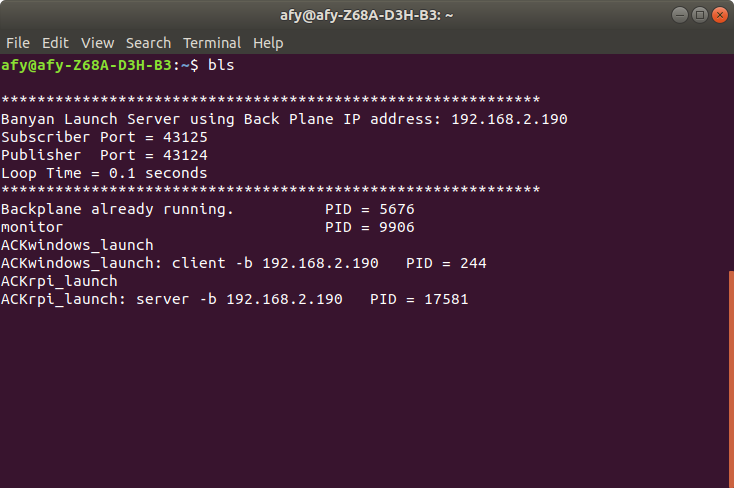 afy@afy-Z68A-D3H-B3: ~
File Edit View Search Terminal Help
afy@afy-Z68A-D3H-B3:~$ bls
************************************************************
Banyan Launch Server using Back Plane IP address: 192.168.2.190
Subscriber Port = 43125
Publisher  Port = 43124
Loop Time = 0.1 seconds
************************************************************
Backplane already running.          PID = 5676
monitor                             PID = 9906
ACKwindows_launch
ACKwindows_launch: client -b 192.168.2.190   PID = 244
ACKrpi_launch
ACKrpi_launch: server -b 192.168.2.190   PID = 17581